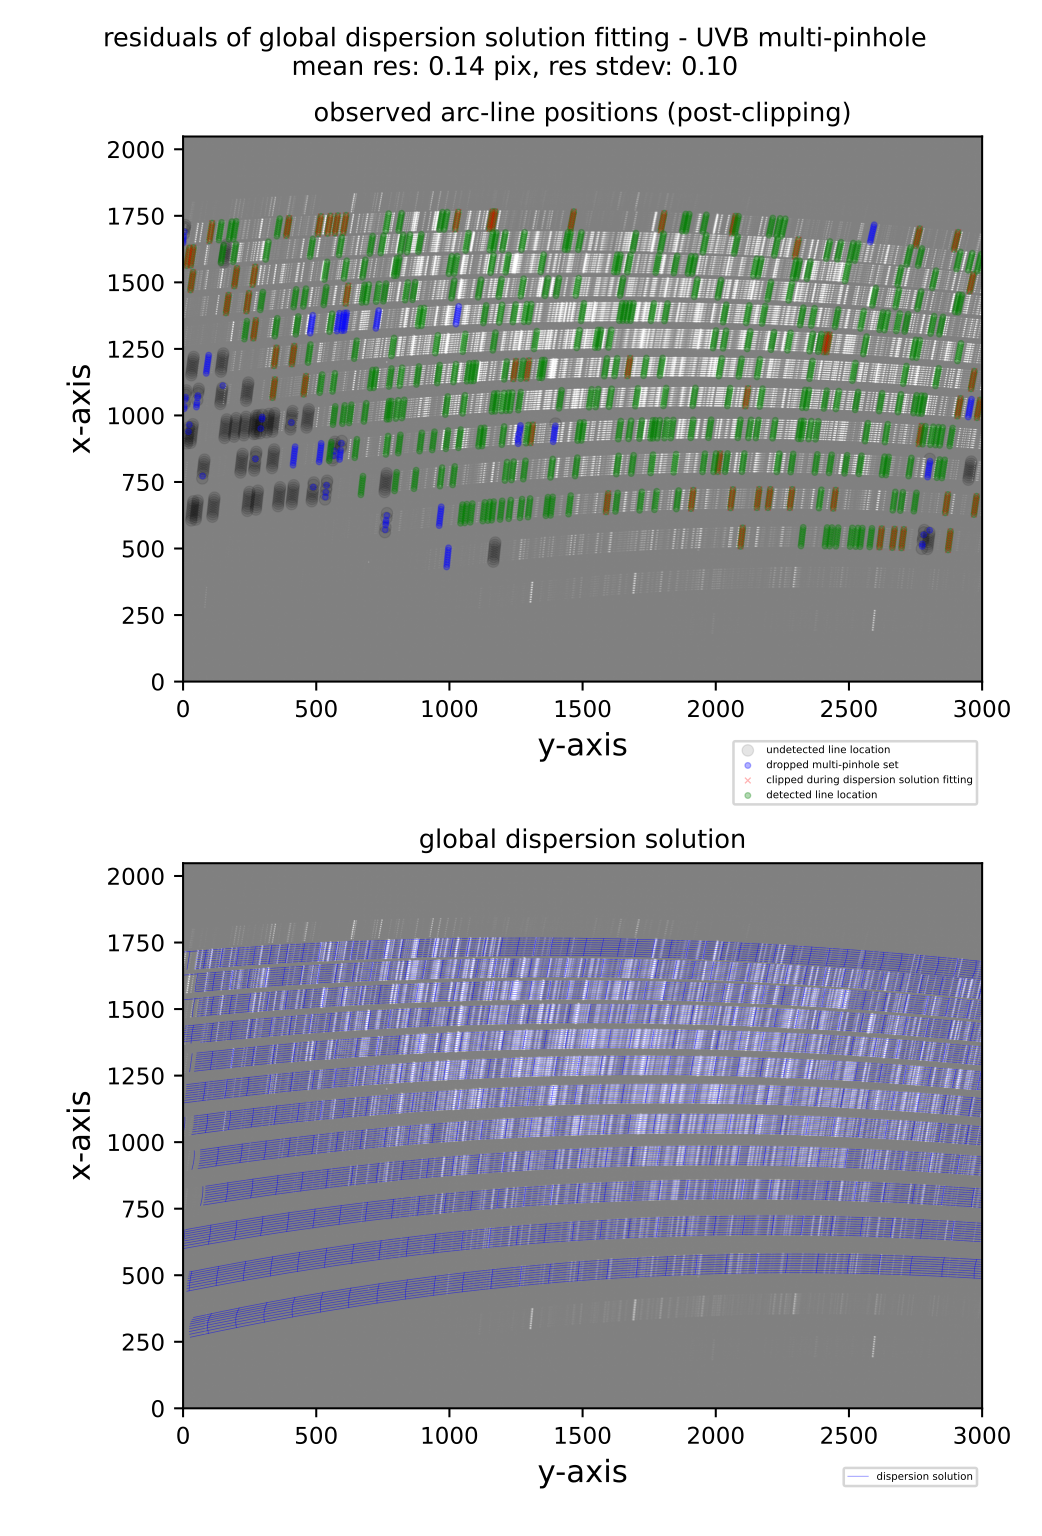 residuals of global dispersion solution fitting - UVB multi-pinhole
mean res: 0.14 pix, res stdev: 0.10
observed arc-line positions (post-clipping)
2000
1750
1500
1250
1000
750
500
250
0
x-axis
0 500 1000 1500 2000 2500 3000
y-axis
undetected line location
dropped multi-pinhole set
clipped during dispersion solution fitting
detected line location
global dispersion solution
2000
1750
1500
1250
1000
750
500
250
0
x-axis
0 500 1000 1500 2000 2500 3000
y-axis
dispersion solution